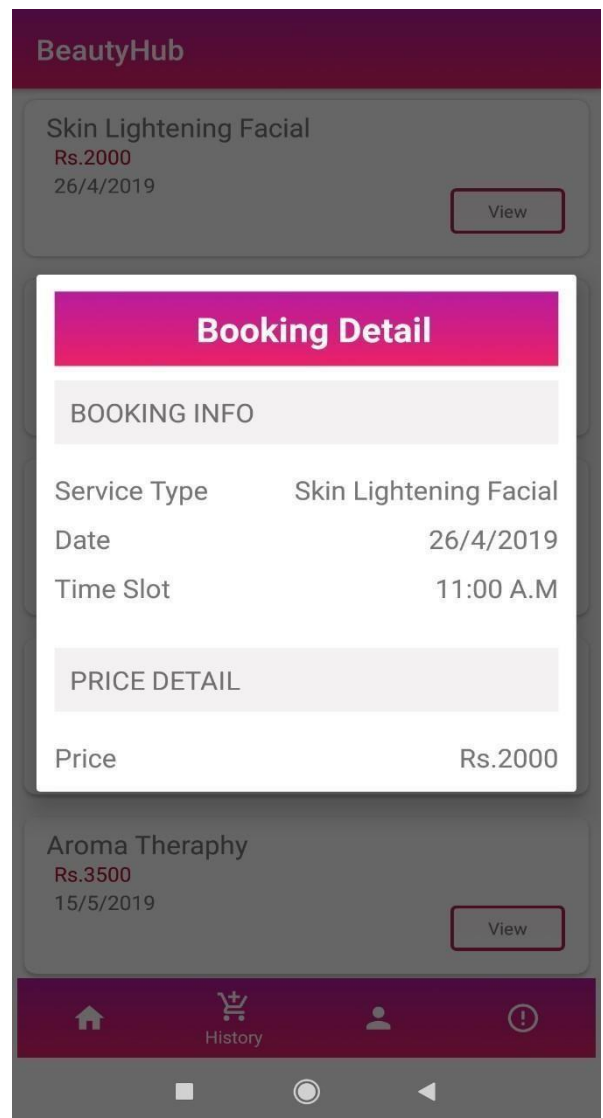 BeautyHub
Skin Lightening Facial
Rs.2000
26/4/2019
View
Booking Detail
BOOKING INFO
Service Type Skin Lightening Facial
Date 26/4/2019
Time Slot 11:00 A.M
PRICE DETAIL
Price Rs.2000
Aroma Theraphy
Rs.3500
15/5/2019
View
History